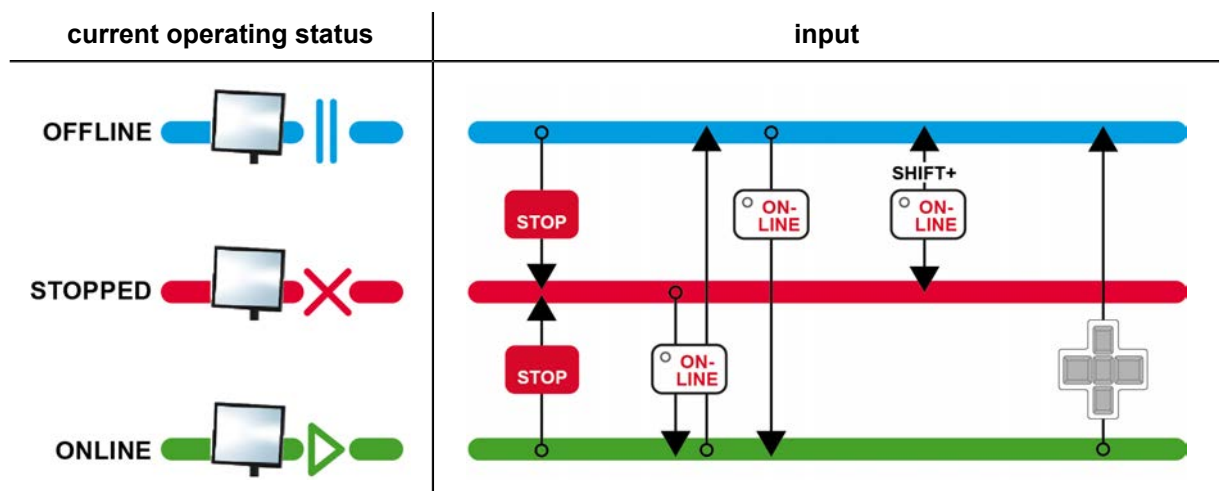 current operating status
input
OFFLINE
STOP
ON-
LINE
SHIFT+
ON-
LINE
STOPPED
STOP
ON-
LINE
ONLINE